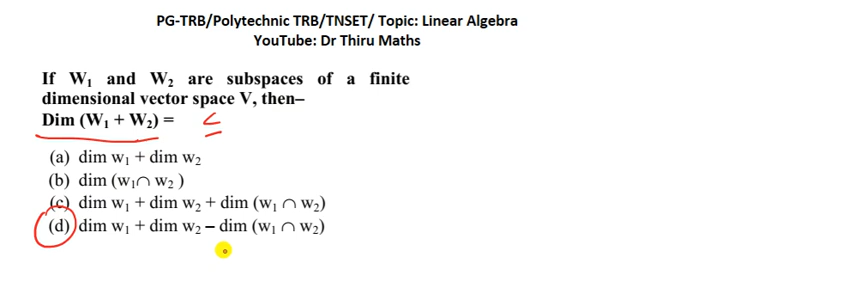 PG-TRB/Polytechnic TRB/TNSET/ Topic: Linear Algebra
YouTube: Dr Thiru Maths
If W₁ and W₂ are subspaces of a finite
dimensional vector space V, then–
Dim (W₁ + W₂) = ≤
(a) dim w₁ + dim w₂
(b) dim (w₁∩ w₂ )
(c) dim w₁ + dim w₂ + dim (w₁ ∩ w₂)
(d) dim w₁ + dim w₂ – dim (w₁ ∩ w₂)